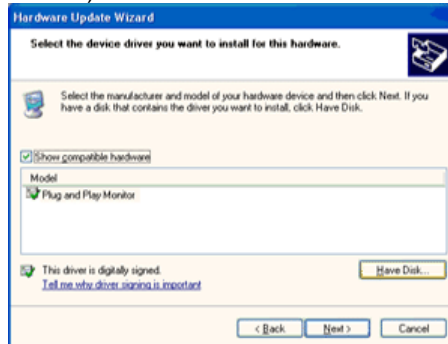 Hardware Update Wizard
Select the device driver you want to install for this hardware.
Select the manufacturer and model of your hardware device and then click Next. If you
have a disk that contains the driver you want to install, click Have Disk.
Show compatible hardware
Model
Plug and Play Monitor
This driver is digitally signed.
Have Disk...
Tell me why driver signing is important
< Back
Next >
Cancel